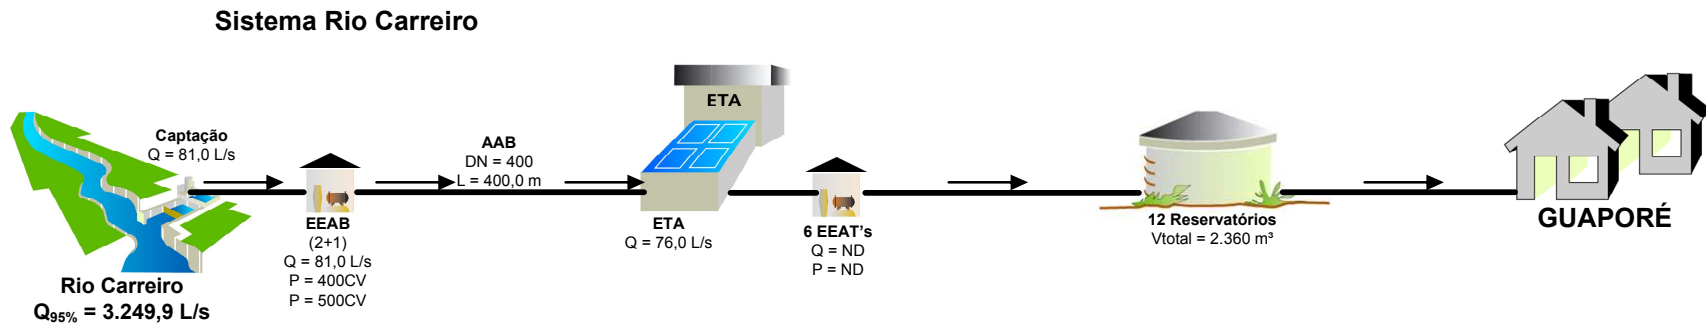 Sistema Rio Carreiro
Captação
Q = 81,0 L/s
Rio Carreiro
Q95% = 3.249,9 L/s
EEAB
(2+1)
Q = 81,0 L/s
P = 400CV
P = 500CV
AAB
DN = 400
L = 400,0 m
ETA
ETA
Q = 76,0 L/s
6 EEAT's
Q = ND
P = ND
12 Reservatórios
Vtotal = 2.360 m³
GUAPORÉ